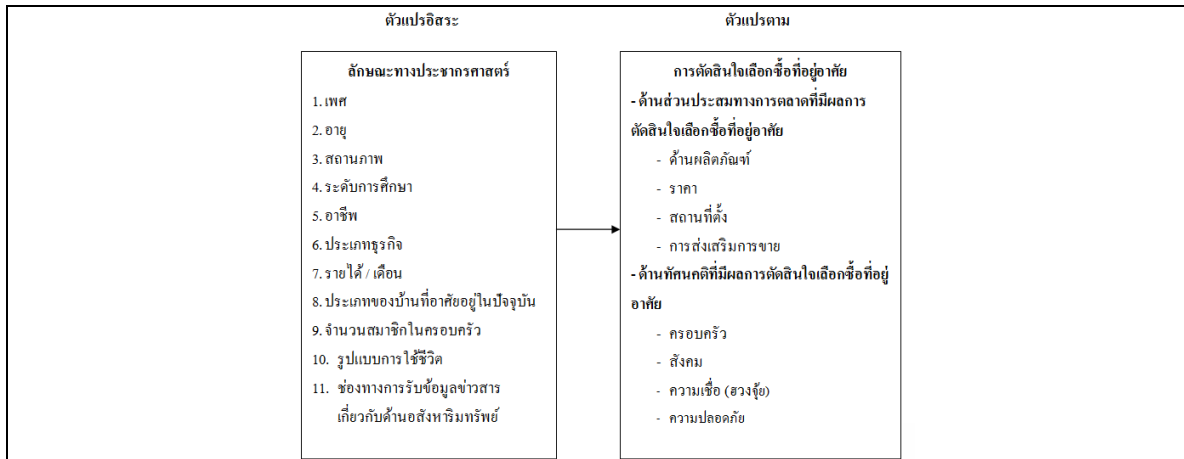 ตัวแปรอิสระ
ตัวแปรตาม
ลักษณะทางประชากรศาสตร์
1. เพศ
2. อายุ
3. สถานภาพ
4. ระดับการศึกษา
5. อาชีพ
6. ประเภทธุรกิจ
7. รายได้ / เดือน
8. ประเภทของบ้านที่อาศัยอยู่ในปัจจุบัน
9. จำนวนสมาชิกในครอบครัว
10. รูปแบบการใช้ชีวิต
11. ช่องทางการรับข้อมูลข่าวสาร
เกี่ยวกับด้านอสังหาริมทรัพย์
การตัดสินใจเลือกซื้อที่อยู่อาศัย
- ด้านส่วนประสมทางการตลาดที่มีผลการ
ตัดสินใจเลือกซื้อที่อยู่อาศัย
- ด้านผลิตภัณฑ์
- ราคา
- สถานที่ตั้ง
- การส่งเสริมการขาย
- ด้านทัศนคติที่มีผลการตัดสินใจเลือกซื้อที่อยู่
อาศัย
- ครอบครัว
- สังคม
- ความเชื่อ (ฮวงจุ้ย)
- ความปลอดภัย